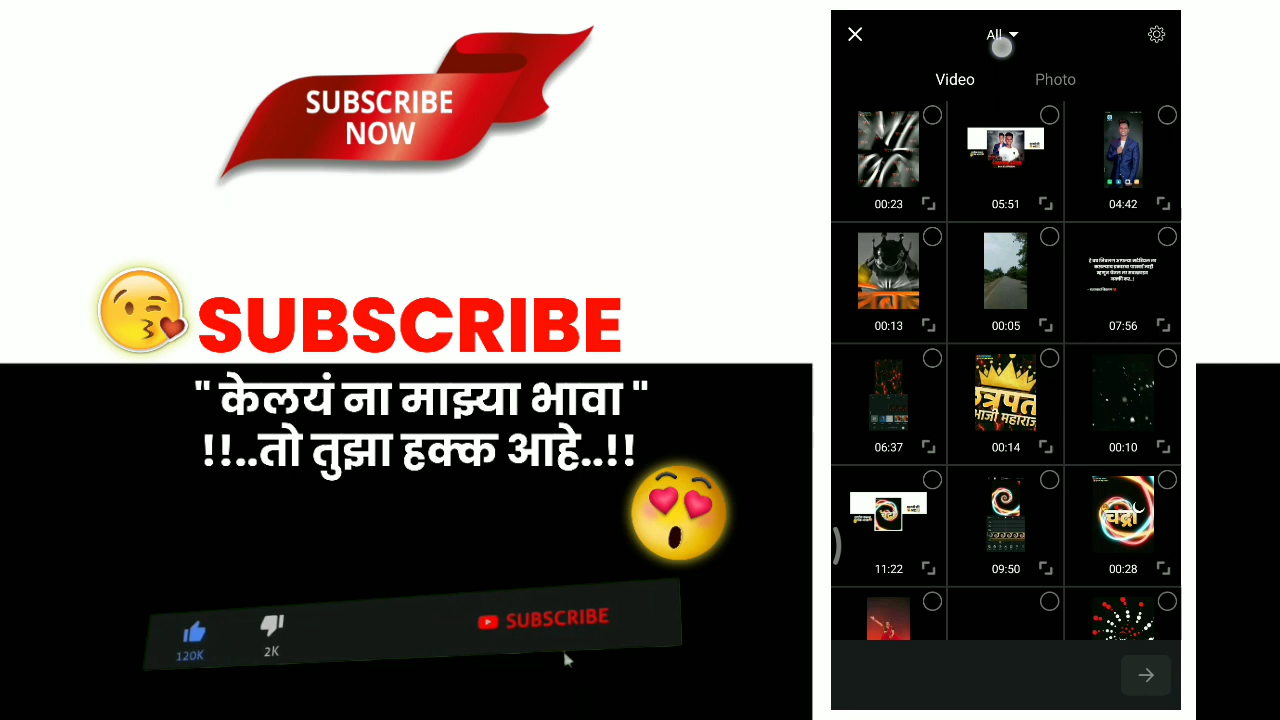 SUBSCRIBE
NOW
SUBSCRIBE
" केलयं ना माझ्या भावा "
!!..तो तुझा हक्क आहे..!!
120K
2K
SUBSCRIBE
All
Video
Photo
00:23
05:51
04:42
00:13
00:05
07:56
06:37
00:14
00:10
11:22
09:50
चंद्रा
00:28